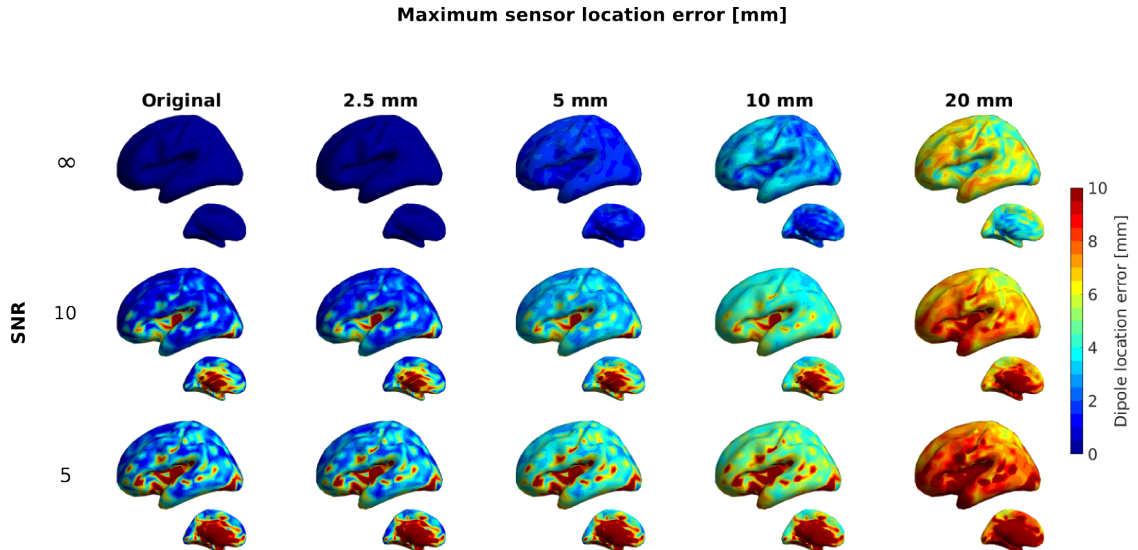 Maximum sensor location error [mm]
Original 2.5 mm 5 mm 10 mm 20 mm
∞
10
5
SNR
10
8
6
4
2
0
Dipole location error [mm]